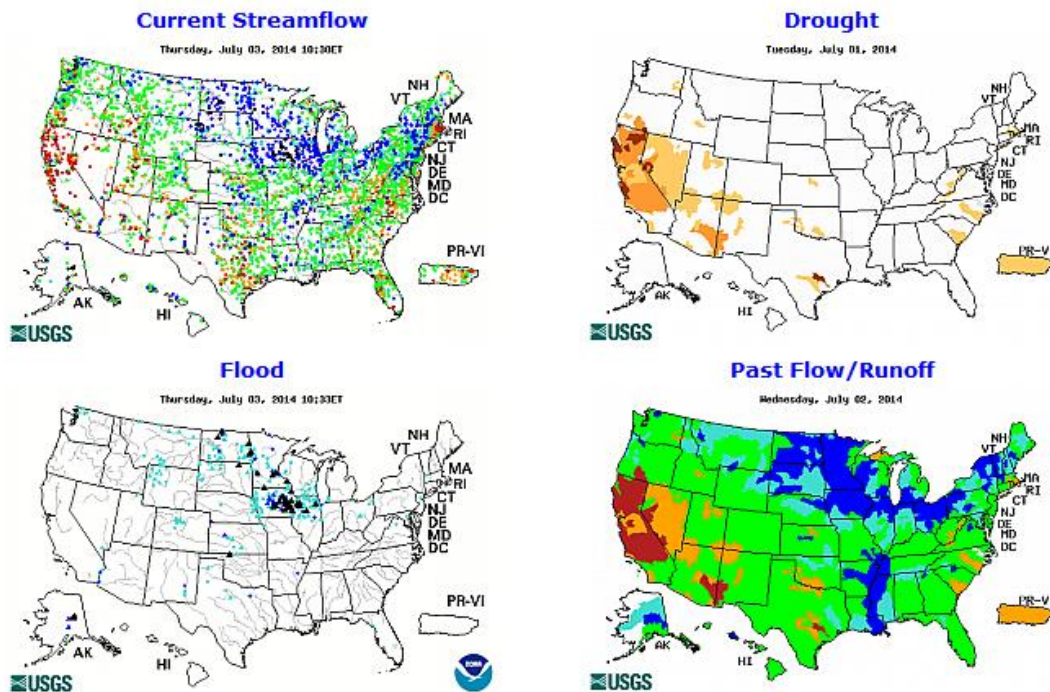 Current Streamflow
Thursday, July 03, 2014 10:30ET
NH
VT
MA
RI
CT
NJ
DE
MD
DC
PR-VI
AK
HI
USGS
Drought
Tuesday, July 01, 2014
NH
VT
MA
RI
CT
NJ
DE
MD
DC
PR-V
AK
HI
USGS
Flood
Thursday, July 03, 2014 10:33ET
NH
VT
MA
RI
CT
NJ
DE
MD
DC
PR-VI
AK
HI
USGS
NOAA
Past Flow/Runoff
Wednesday, July 02, 2014
NH
VT
MA
RI
CT
NJ
DE
MD
DC
PR-V
AK
HI
USGS